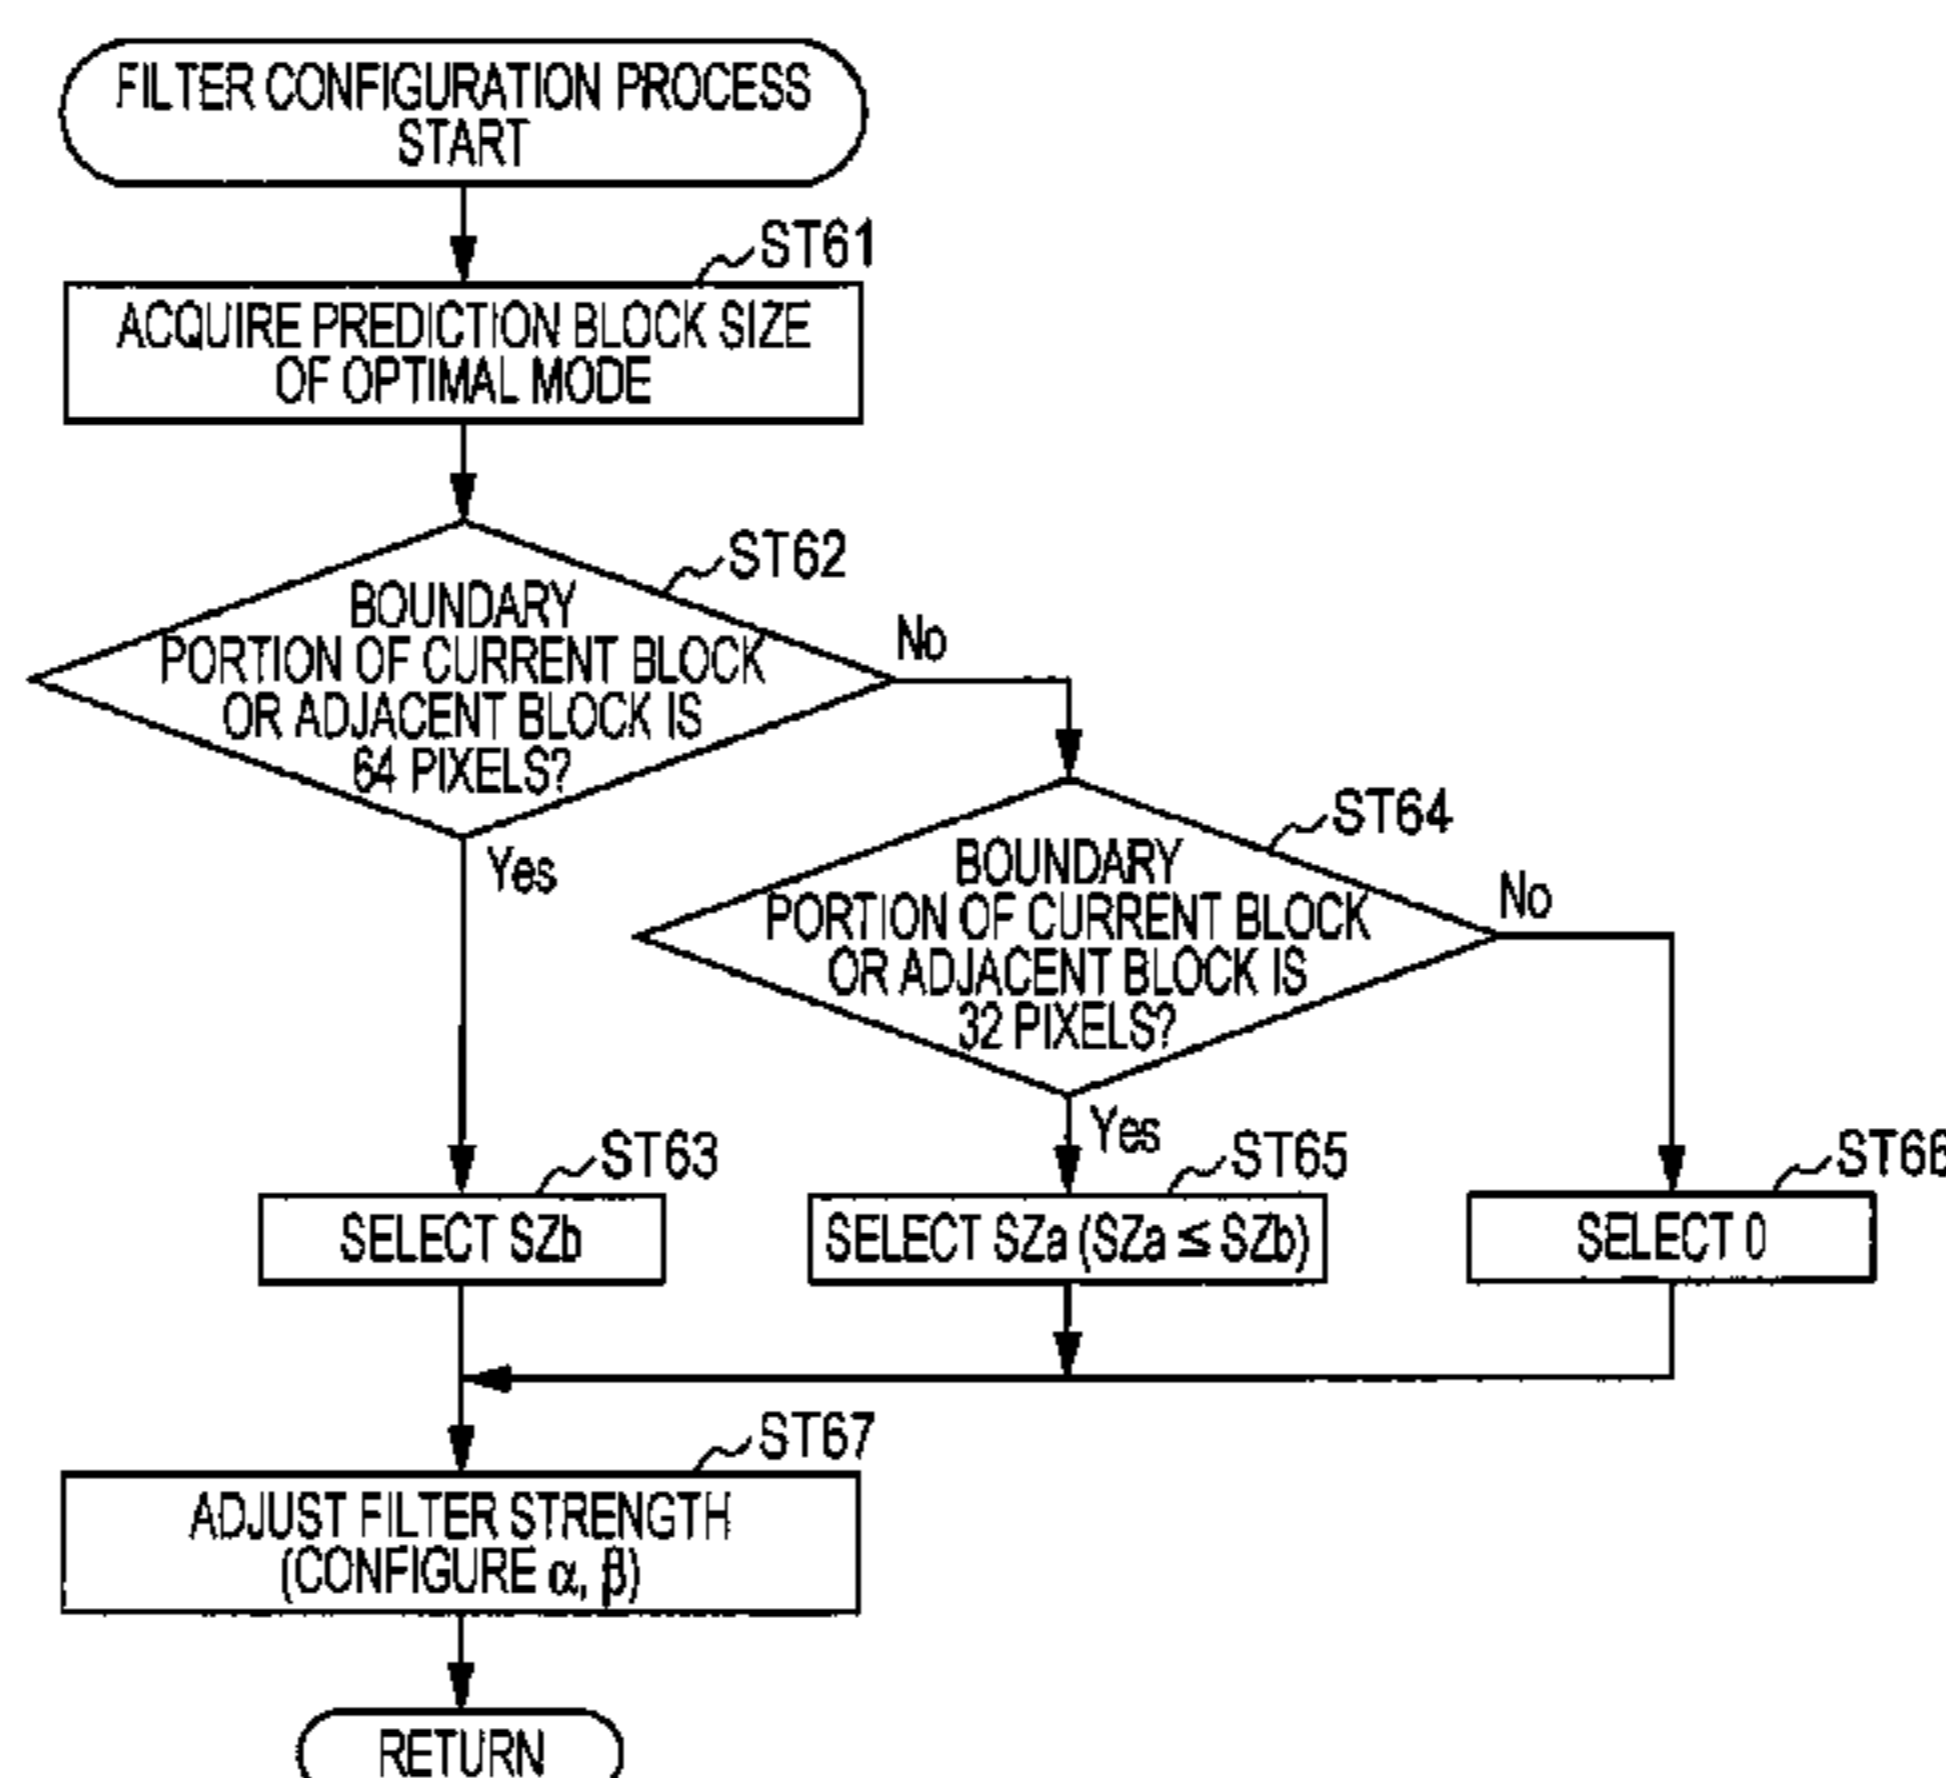 FILTER CONFIGURATION PROCESS
START
ST61
ACQUIRE PREDICTION BLOCK SIZE
OF OPTIMAL MODE
ST62
BOUNDARY
PORTION OF CURRENT BLOCK
OR ADJACENT BLOCK IS
64 PIXELS?
No
Yes
ST64
BOUNDARY
PORTION OF CURRENT BLOCK
OR ADJACENT BLOCK IS
32 PIXELS?
No
Yes
ST63
SELECT SZb
ST65
SELECT SZa (SZa ≤ SZb)
ST66
SELECT 0
ST67
ADJUST FILTER STRENGTH
(CONFIGURE α, β)
RETURN